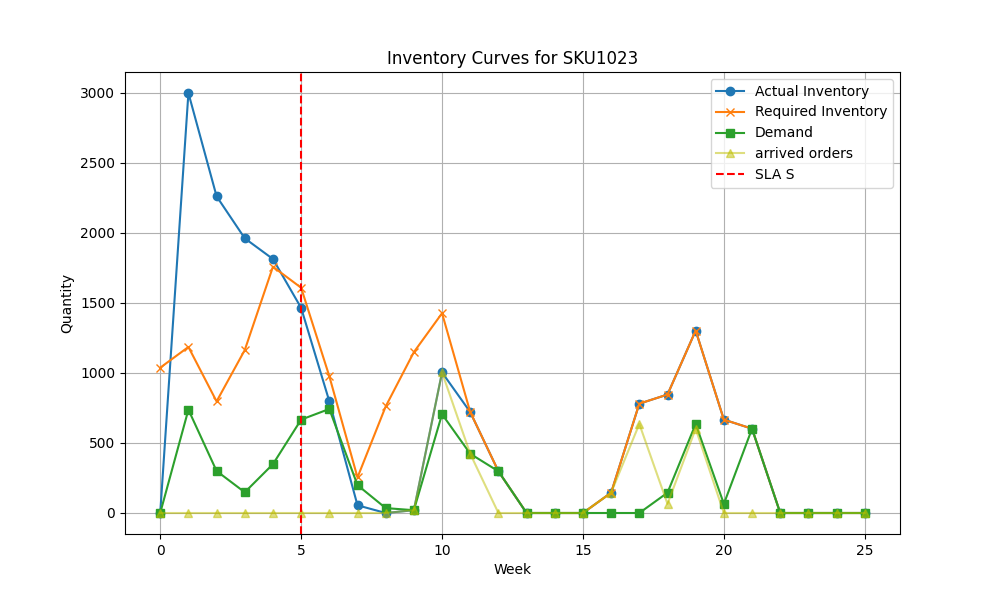 Inventory Curves for SKU1023
Actual Inventory
Required Inventory
Demand
arrived orders
SLA S
Quantity
3000
2500
2000
1500
1000
500
0
0 5 10 15 20 25
Week